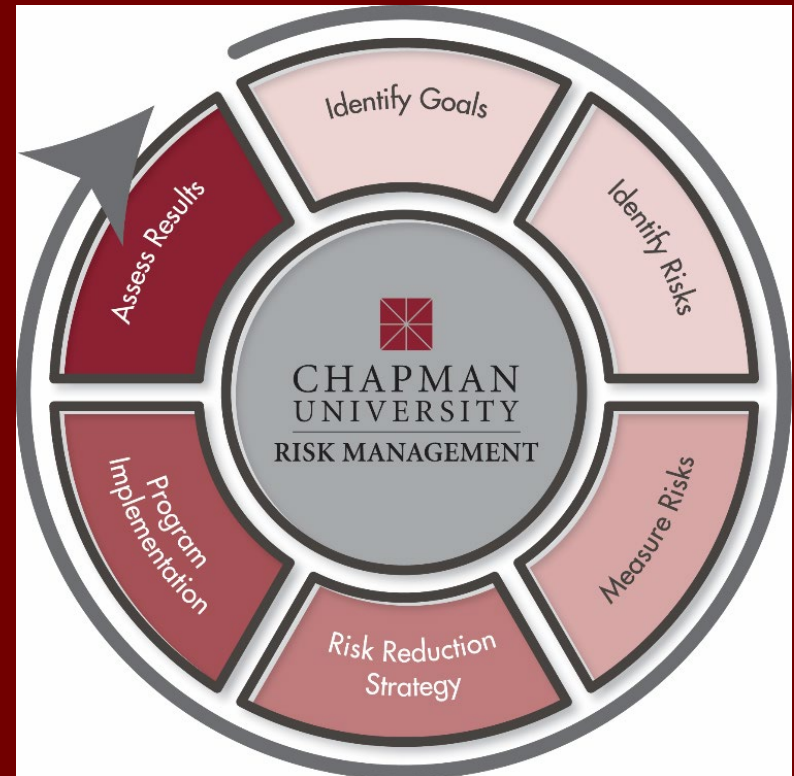 Identify Goals
Identify Risks
Measure Risks
Risk Reduction
Strategy
Program
Implementation
Assess Results
CHAPMAN
UNIVERSITY
RISK MANAGEMENT